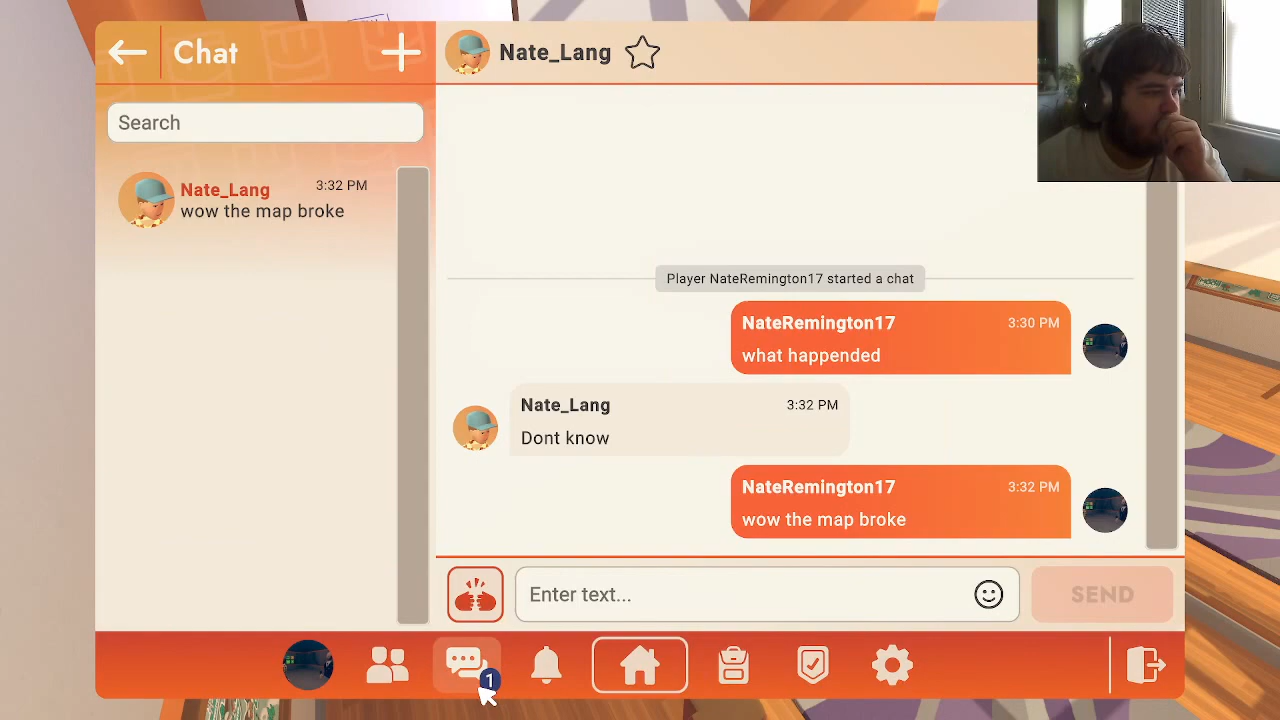 Chat
Search
Nate_Lang
3:32 PM
wow the map broke
Nate_Lang
Player NateRemington17 started a chat
NateRemington17
3:30 PM
what happended
Nate_Lang
3:32 PM
Dont know
NateRemington17
3:32 PM
wow the map broke
Enter text...
SEND
1